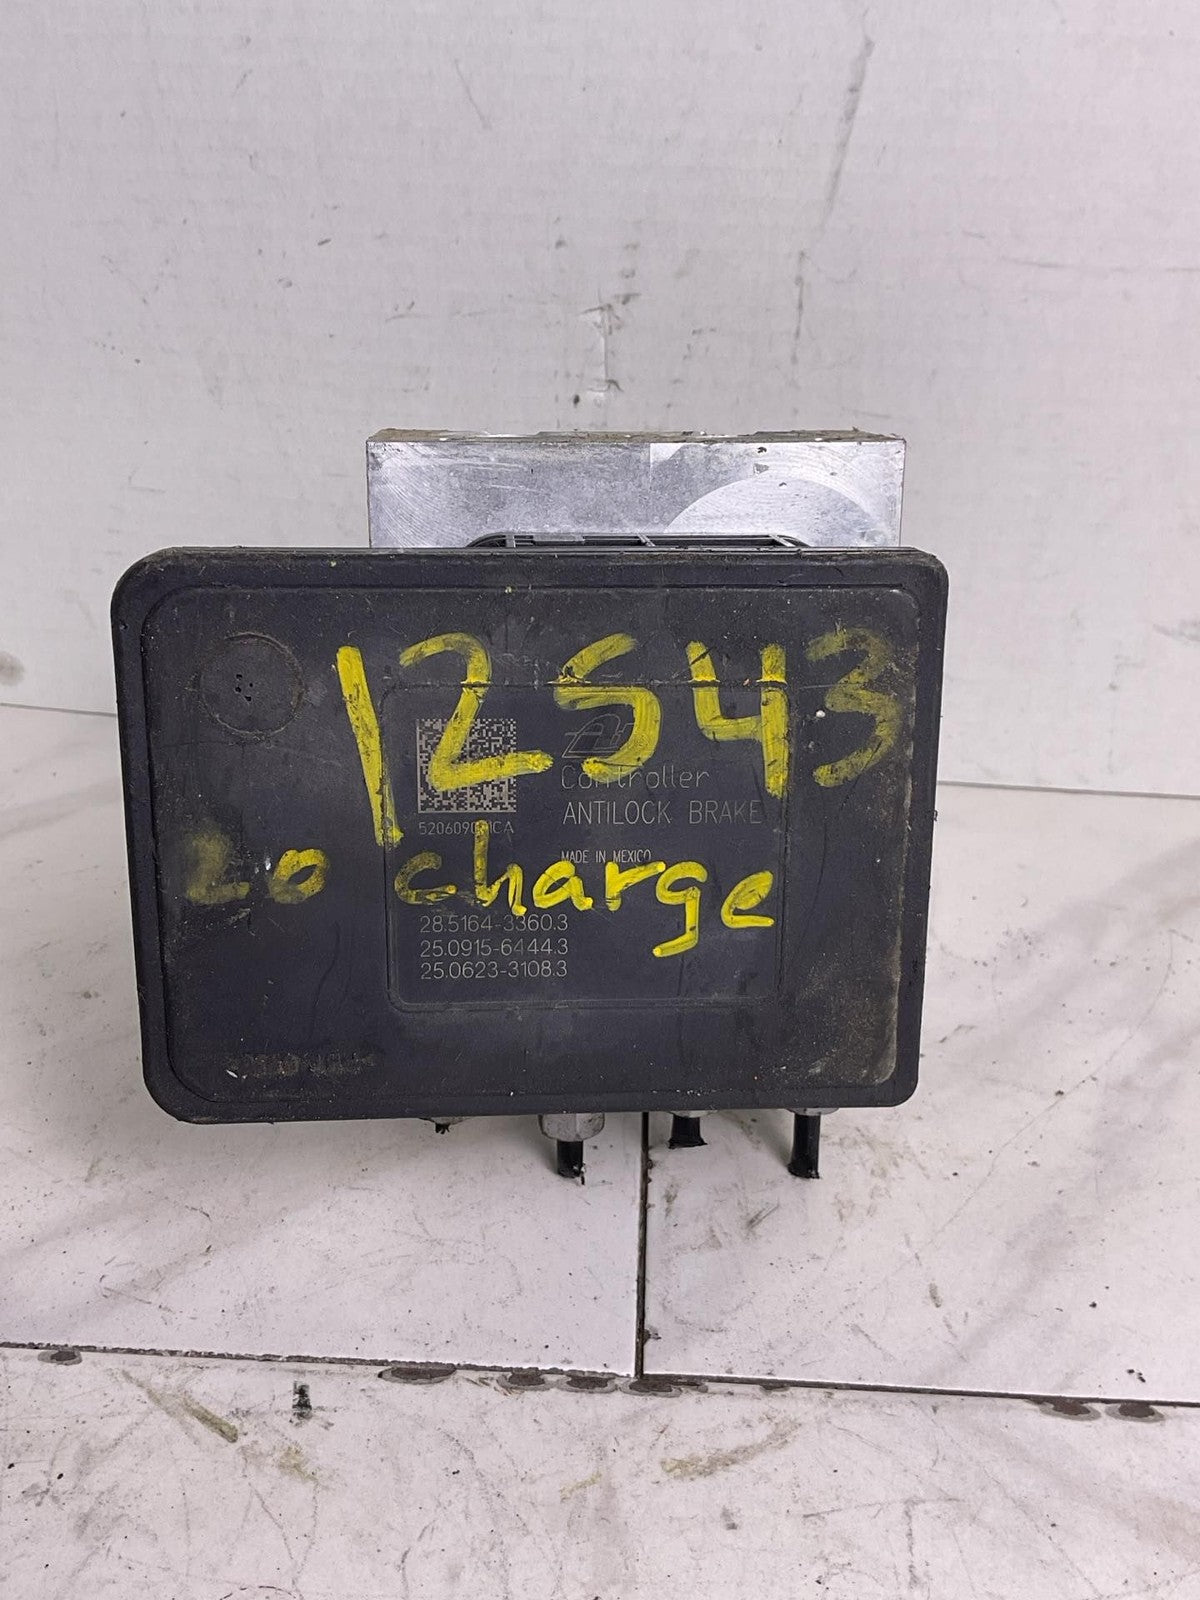 12543
Controller
ANTILOCK BRAKE
MADE IN MEXICO
20 charge
28.5164-3360.3
25.0915-6444.3
25.0623-3108.3